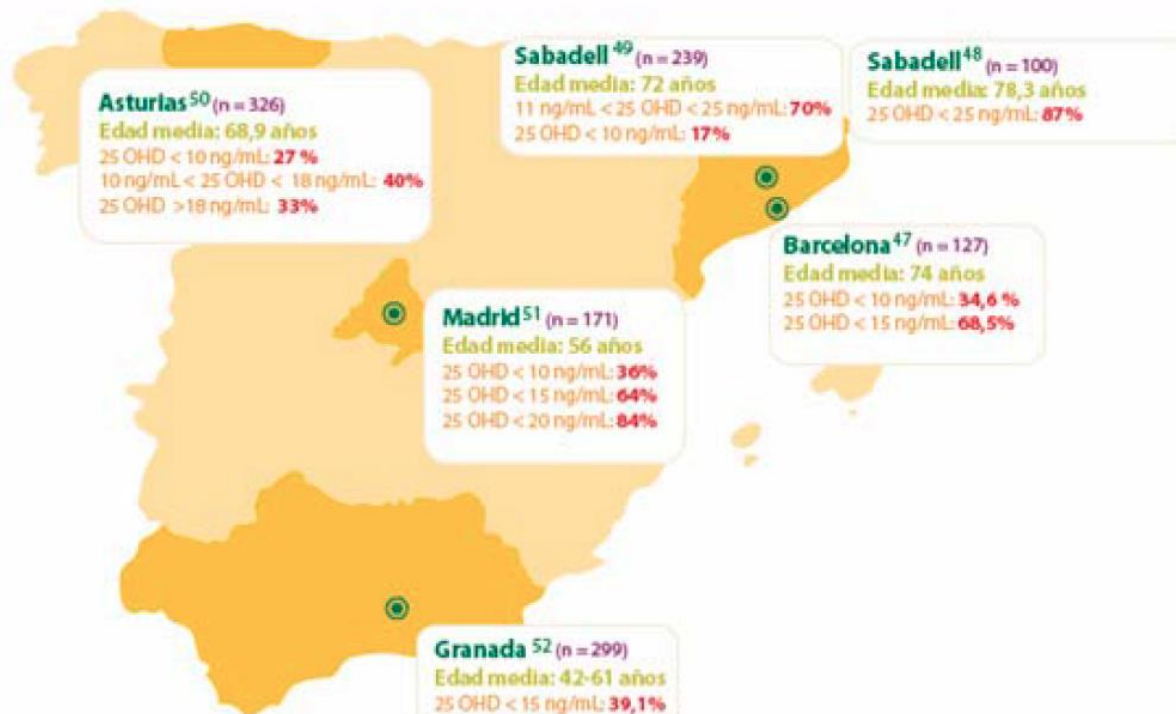 Asturias 50 (n = 326)
Edad media: 68,9 años
25 OHD < 10 ng/mL: 27 %
10 ng/mL < 25 OHD < 18 ng/mL: 40%
25 OHD >18 ng/mL: 33%
Sabadell 49 (n = 239)
Edad media: 72 años
11 ng/mL < 25 OHD < 25 ng/mL: 70%
25 OHD < 10 ng/mL: 17%
Sabadell48 (n = 100)
Edad media: 78,3 años
25 OHD < 25 ng/mL: 87%
Barcelona47 (n = 127)
Edad media: 74 años
25 OHD < 10 ng/mL: 34,6 %
25 OHD < 15 ng/mL: 68,5%
Madrid51 (n = 171)
Edad media: 56 años
25 OHD < 10 ng/mL: 36%
25 OHD < 15 ng/mL: 64%
25 OHD < 20 ng/mL: 84%
Granada 52 (n = 299)
Edad media: 42-61 años
25 OHD < 15 ng/mL: 39,1%